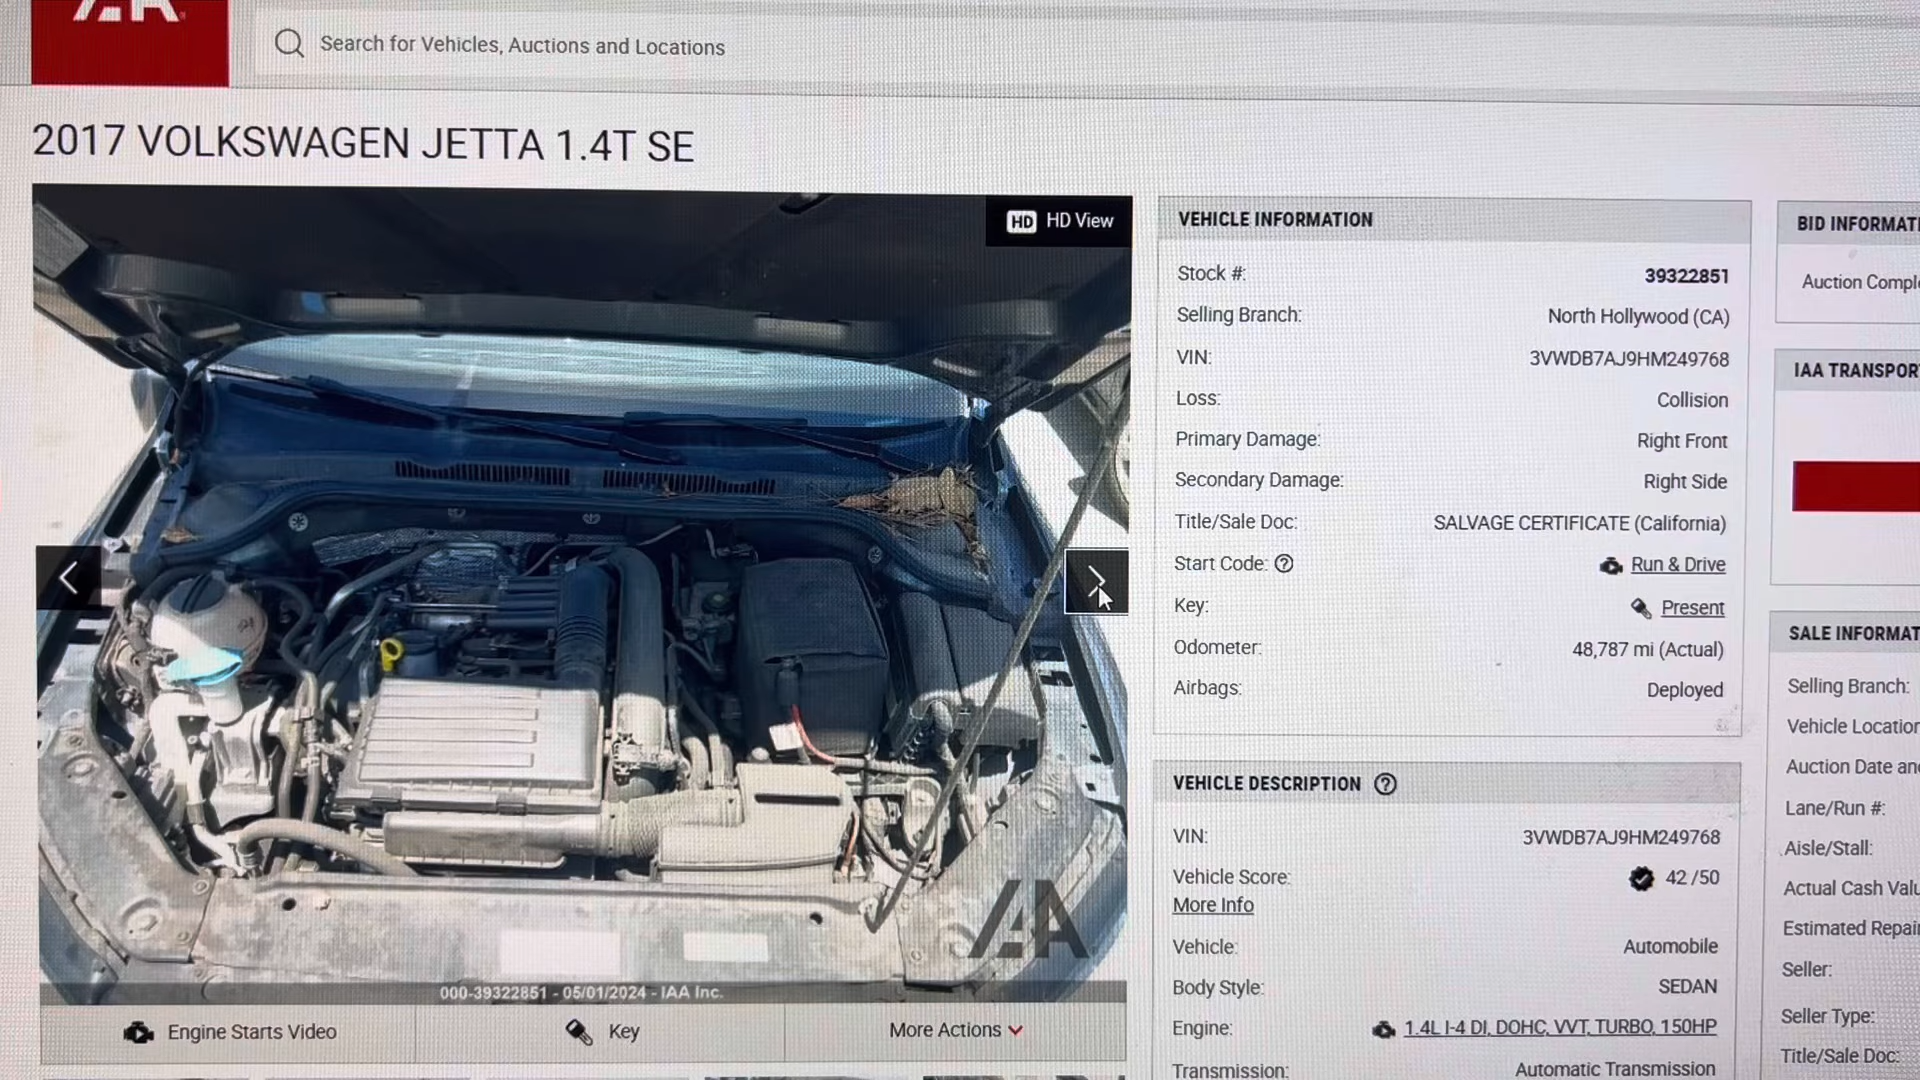 Search for Vehicles, Auctions and Locations
2017 VOLKSWAGEN JETTA 1.4T SE
HD HD View
VEHICLE INFORMATION
Stock #: 39322851
Selling Branch: North Hollywood (CA)
VIN: 3VWDB7AJ9HM249768
Loss: Collision
Primary Damage: Right Front
Secondary Damage: Right Side
Title/Sale Doc: SALVAGE CERTIFICATE (California)
Start Code: Run & Drive
Key: Present
Odometer: 48,787 mi (Actual)
Airbags: Deployed
VEHICLE DESCRIPTION
VIN: 3VWDB7AJ9HM249768
Vehicle Score: 42 /50
More Info
Vehicle: Automobile
Body Style: SEDAN
Engine: 1.4L I-4 DI, DOHC, VVT, TURBO, 150HP
Transmission: Automatic Transmission
BID INFORMATI
Auction Comple
IAA TRANSPOR
SALE INFORMAT
Selling Branch:
Vehicle Location
Auction Date an
Lane/Run #:
Aisle/Stall:
Actual Cash Valu
Estimated Repai
Seller:
Seller Type:
Title/Sale Doc:
IAA
000-39322851 - 05/01/2024 - IAA Inc.
Engine Starts Video
Key
More Actions